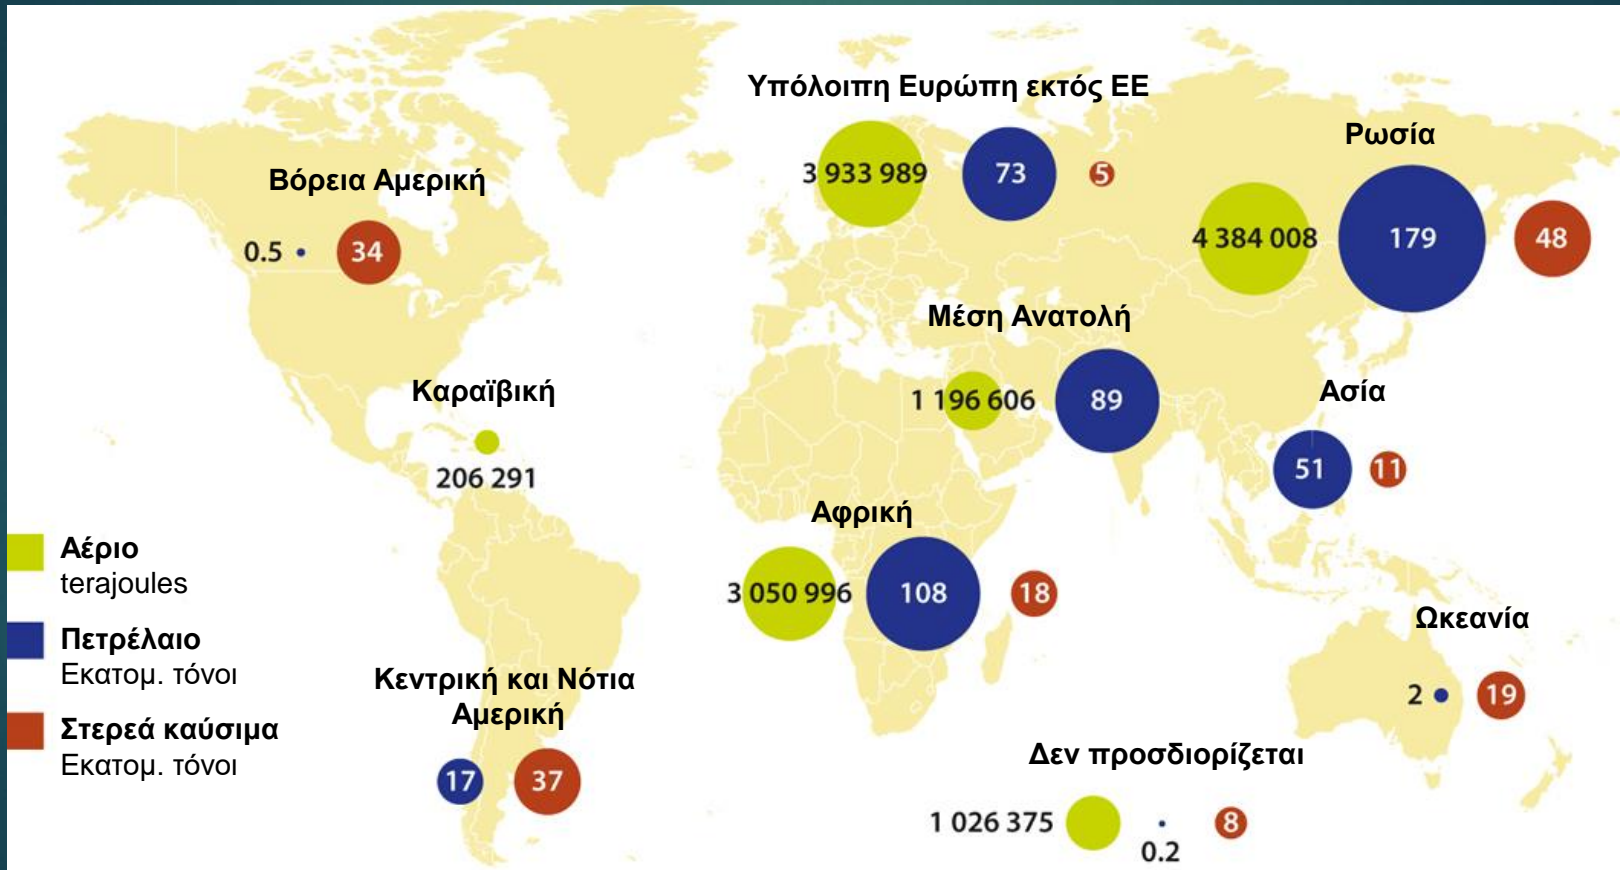 Υπόλοιπη Ευρώπη εκτός ΕΕ
3 933 989
73
5
Ρωσία
4 384 008
179
48
Βόρεια Αμερική
0.5
34
Μέση Ανατολή
1 196 606
89
Καραϊβική
206 291
Ασία
51
11
Αφρική
3 050 996
108
18
Αέριο
terajoules
Πετρέλαιο
Εκατομ. τόνοι
Στερεά καύσιμα
Εκατομ. τόνοι
Ωκεανία
2
19
Κεντρική και Νότια
Αμερική
17
37
Δεν προσδιορίζεται
1 026 375
0.2
8